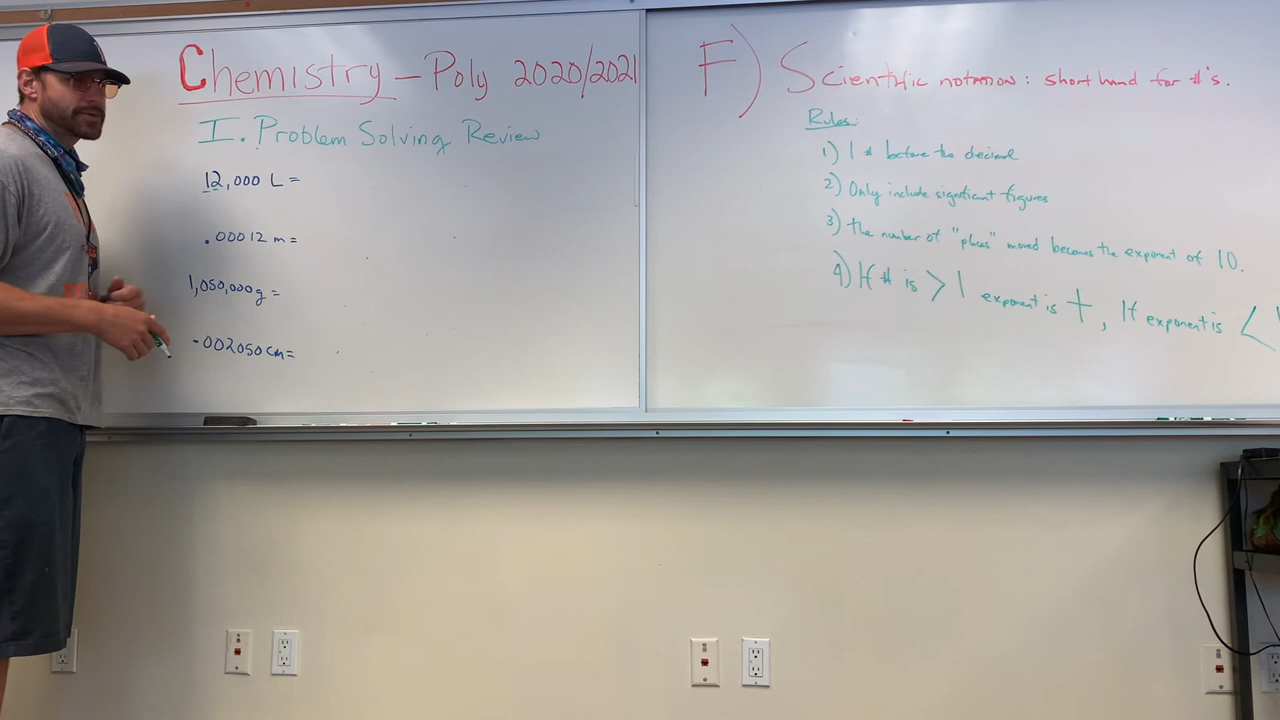 Chemistry - Poly 2020/2021
I. Problem Solving Review
12,000 L =
.00012 m =
1,050,000g =
.002050 cm =
F) Scientific notation: short hand for #'s.
Rules:
1) 1 # before the decimal
2) Only include significant figures
3) the number of "places" moved becomes the exponent of 10.
4) If # is > 1 exponent is +, If exponent is <